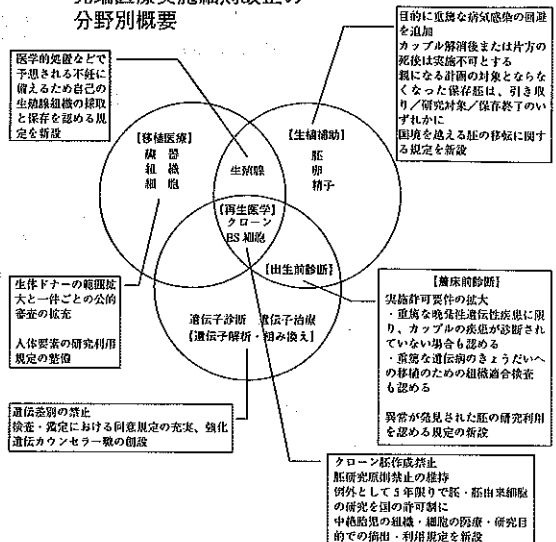 分野別概要
医学的処置などで
予想される不妊に
備えるため自己の
生殖腺組織の採取
と保存を認める規
定を新設
目的に重篤な病気感染の回避
を追加
カップル解消後または片方の
死後は実施不可とする
親になる計画の対象とならな
くなった保存胚は、引き取
り/研究対象/保存終了のい
ずれかに
国境を越える胚の移転に関す
る規定を新設
【移植医療】
臓 器
組 織
細 胞
生殖腺
【生殖補助】
胚
卵
精子
【再生医学】
クローン
ES 細胞
【出生前診断】
遺伝子診断 遺伝子治療
【遺伝子解析・組み換え】
生体ドナーの範囲拡
大と一件ごとの公的
審査の拡充
人体要素の研究利用
規定の整備
【着床前診断】
実施許可要件の拡大
・重篤な晩発性遺伝性疾患に限
り、カップルの疾患が診断され
ていない場合も認める
・重篤な遺伝病のきょうだいへ
の移植のための組織適合検査
も認める
異常が発見された胚の研究利用
を認める規定の新設
遺伝差別の禁止
検査・鑑定における同意規定の充実、強化
遺伝カウンセラー職の創設
クローン胚作成禁止
胚研究原則禁止の維持
例外として5年限りで胚・胚由来細胞
の研究を国の許可制に
中絶胎児の組織・細胞の医療・研究目
的での摘出・利用規定を新設